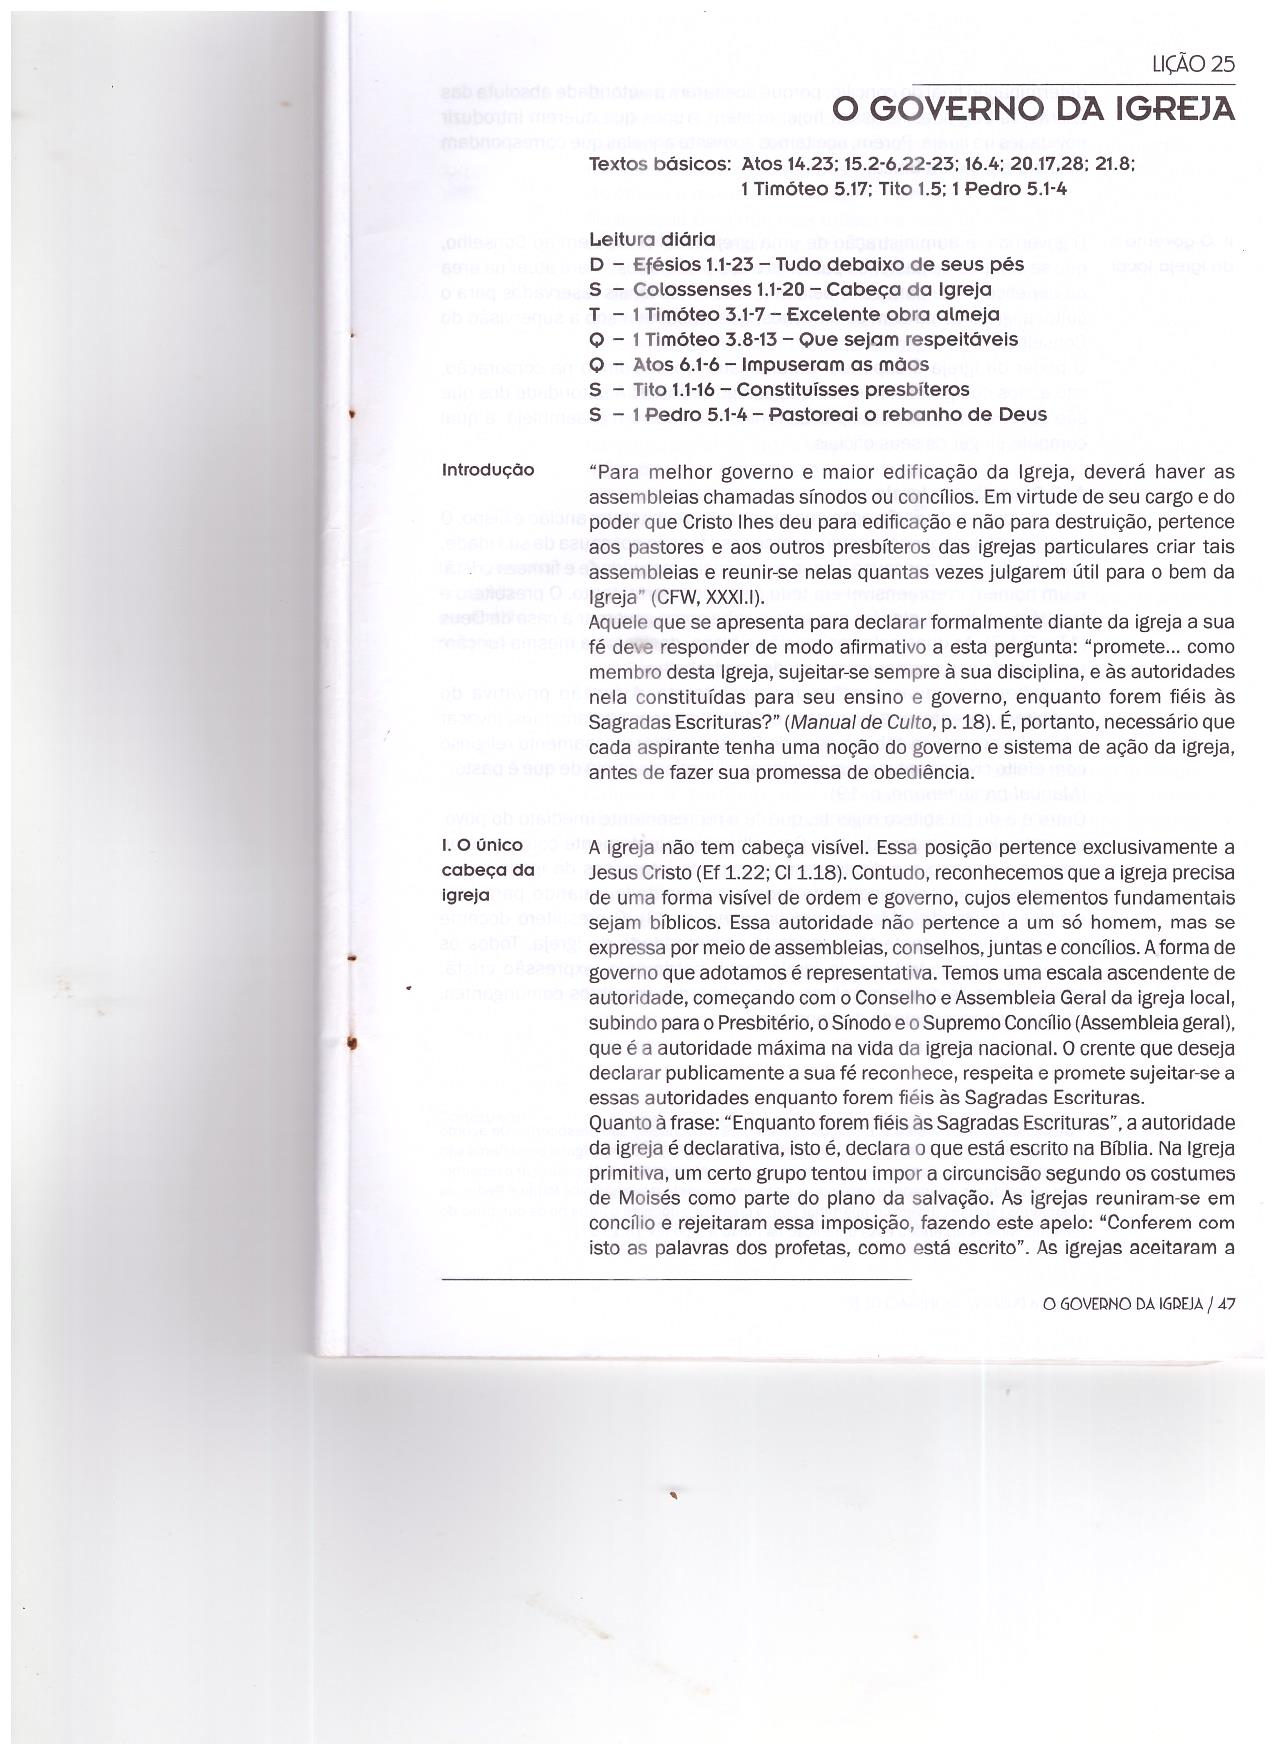 LIÇÃO 25
O GOVERNO DA IGREJA
Textos básicos: Atos 14.23; 15.2-6,22-23; 16.4; 20.17,28; 21.8;
1 Timóteo 5.17; Tito 1.5; 1 Pedro 5.1-4
Leitura diária
D – Efésios 1.1-23 – Tudo debaixo de seus pés
S – Colossenses 1.1-20 – Cabeça da Igreja
T – 1 Timóteo 3.1-7 – Excelente obra almeja
Q – 1 Timóteo 3.8-13 – Que sejam respeitáveis
Q – Atos 6.1-6 – Impuseram as mãos
S – Tito 1.1-16 – Constituísses presbíteros
S – 1 Pedro 5.1-4 – Pastoreai o rebanho de Deus
Introdução
“Para melhor governo e maior edificação da Igreja, deverá haver as
assembleias chamadas sínodos ou concílios. Em virtude de seu cargo e do
poder que Cristo lhes deu para edificação e não para destruição, pertence
aos pastores e aos outros presbíteros das igrejas particulares criar tais
assembleias e reunir-se nelas quantas vezes julgarem útil para o bem da
Igreja” (CFW, XXXI.I).
Aquele que se apresenta para declarar formalmente diante da igreja a sua
fé deve responder de modo afirmativo a esta pergunta: “promete... como
membro desta Igreja, sujeitar-se sempre à sua disciplina, e às autoridades
nela constituídas para seu ensino e governo, enquanto forem fiéis às
Sagradas Escrituras?” (Manual de Culto, p. 18). É, portanto, necessário que
cada aspirante tenha uma noção do governo e sistema de ação da igreja,
antes de fazer sua promessa de obediência.
I. O único
cabeça da
igreja
A igreja não tem cabeça visível. Essa posição pertence exclusivamente a
Jesus Cristo (Ef 1.22; Cl 1.18). Contudo, reconhecemos que a igreja precisa
de uma forma visível de ordem e governo, cujos elementos fundamentais
sejam bíblicos. Essa autoridade não pertence a um só homem, mas se
expressa por meio de assembleias, conselhos, juntas e concílios. A forma de
governo que adotamos é representativa. Temos uma escala ascendente de
autoridade, começando com o Conselho e Assembleia Geral da igreja local,
subindo para o Presbitério, o Sínodo e o Supremo Concílio (Assembleia geral),
que é a autoridade máxima na vida da igreja nacional. O crente que deseja
declarar publicamente a sua fé reconhece, respeita e promete sujeitar-se a
essas autoridades enquanto forem fiéis às Sagradas Escrituras.
Quanto à frase: “Enquanto forem fiéis às Sagradas Escrituras”, a autoridade
da igreja é declarativa, isto é, declara o que está escrito na Bíblia. Na Igreja
primitiva, um certo grupo tentou impor a circuncisão segundo os costumes
de Moisés como parte do plano da salvação. As igrejas reuniram-se em
concílio e rejeitaram essa imposição, fazendo este apelo: “Conferem com
isto as palavras dos profetas, como está escrito”. As igrejas aceitaram a
O GOVERNO DA IGREJA / 47